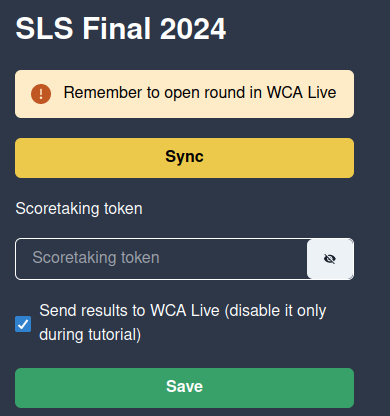 SLS Final 2024
Remember to open round in WCA Live
Sync
Scoretaking token
Scoretaking token
Send results to WCA Live (disable it only
during tutorial)
Save